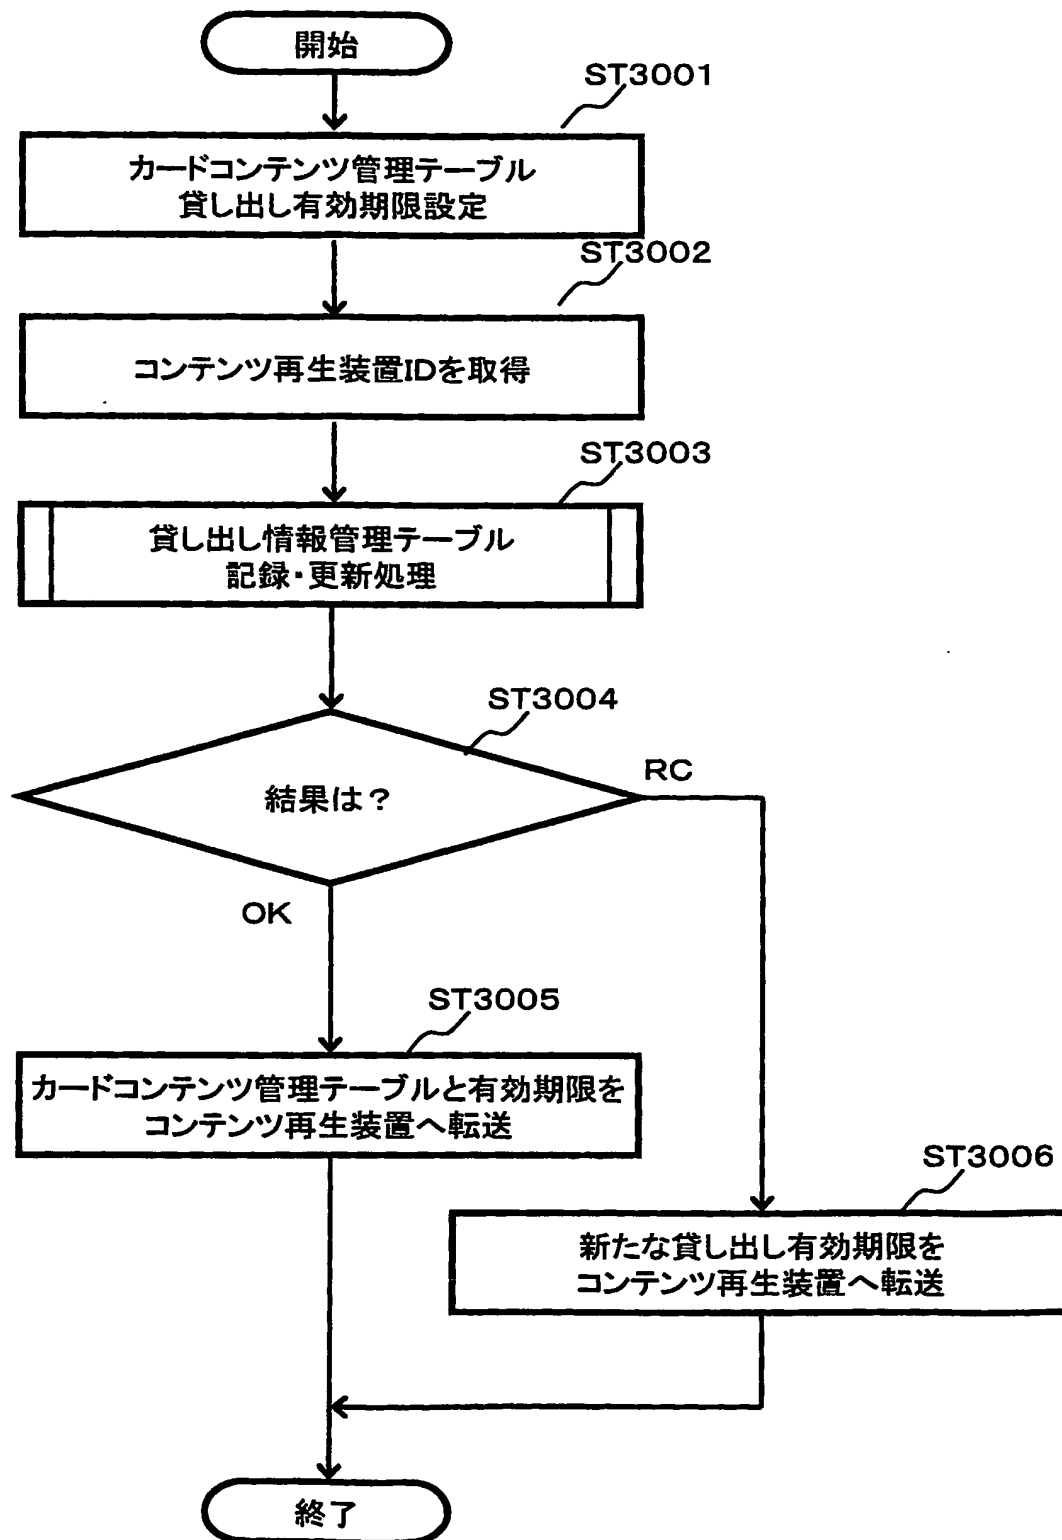 開始
ST3001
カードコンテンツ管理テーブル
貸し出し有効期限設定
ST3002
コンテンツ再生装置IDを取得
ST3003
貸し出し情報管理テーブル
記録・更新処理
ST3004
結果は？
RC
OK
ST3005
カードコンテンツ管理テーブルと有効期限を
コンテンツ再生装置へ転送
ST3006
新たな貸し出し有効期限を
コンテンツ再生装置へ転送
終了